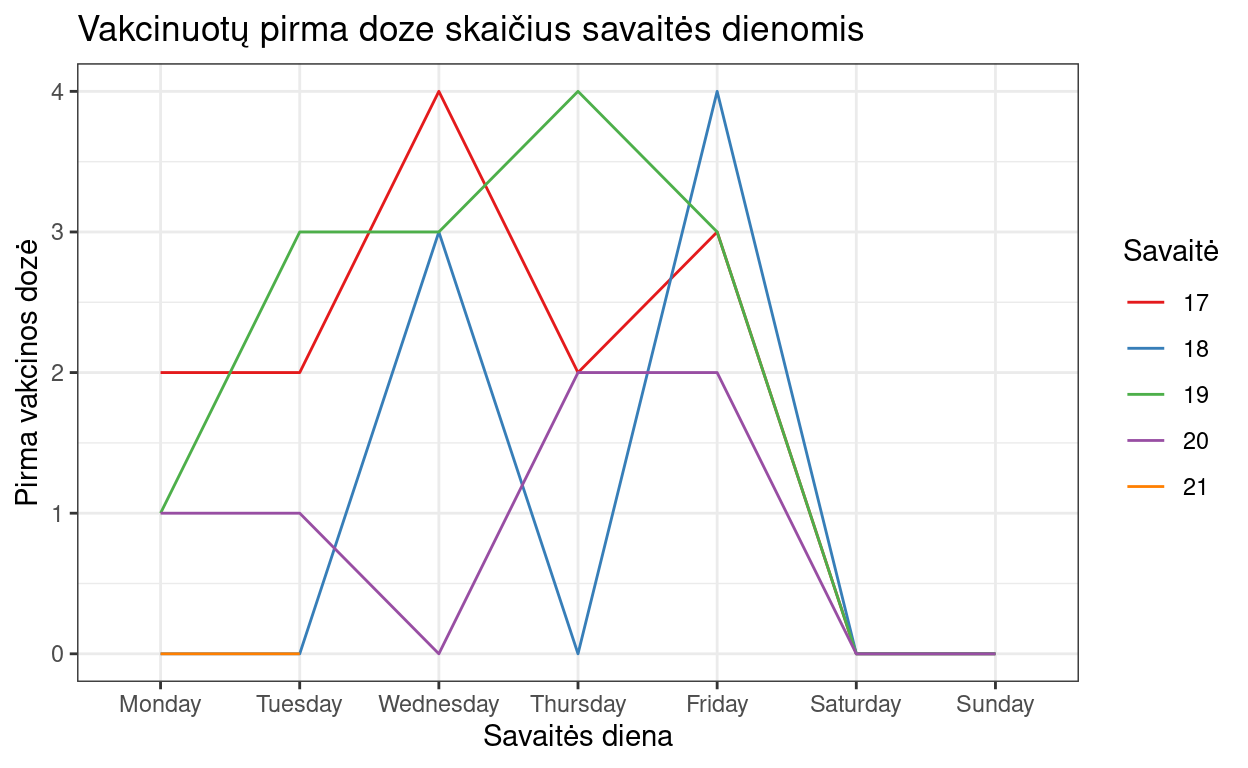 Vakcinuotų pirma doze skaičius savaitės dienomis
Pirma vakcinos dozė
4
3
2
1
0
Monday Tuesday Wednesday Thursday Friday Saturday Sunday
Savaitės diena
Savaitė
17
18
19
20
21